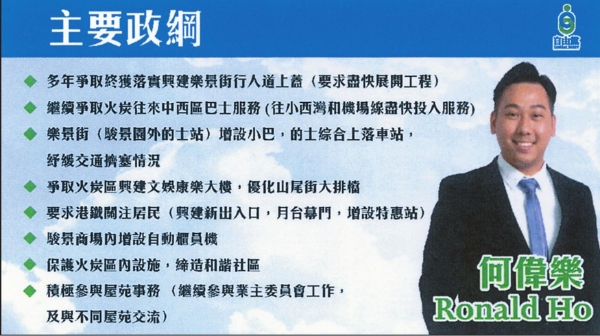 主要政綱
自由黨
多年爭取終獲落實興建樂景街行人道上蓋（要求盡快展開工程）
繼續爭取火炭往來中西區巴士服務(往小西灣和機場線盡快投入服務)
樂景街（駿景園外的士站）增設小巴，的士綜合上落車站，
紓緩交通擠塞情況
爭取火炭區興建文娛康樂大樓，優化山尾街大排檔
要求港鐵關注居民（興建新出入口，月台幕門，增設特惠站）
駿景商場內增設自動櫃員機
保護火炭區內設施，締造和諧社區
積極參與屋苑事務（繼續參與業主委員會工作，
及與不同屋苑交流）
何偉樂
Ronald Ho